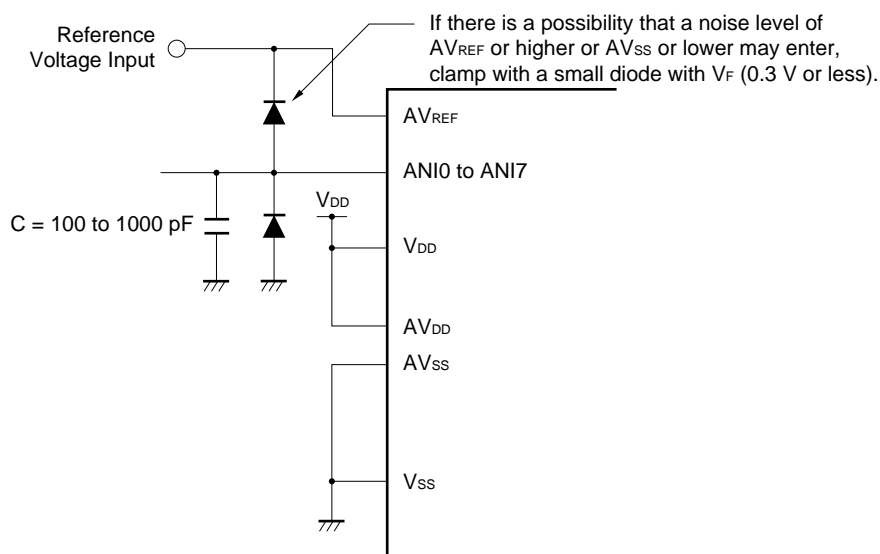 Reference
Voltage Input
If there is a possibility that a noise level of
AVREF or higher or AVSS or lower may enter,
clamp with a small diode with VF (0.3 V or less).
AVREF
ANI0 to ANI7
VDD
C = 100 to 1000 pF
VDD
AVDD
AVSS
VSS